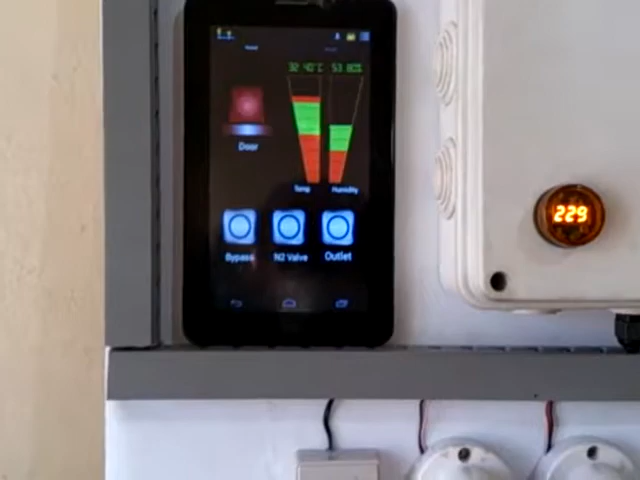 32.40°C 53.80%
Door
Temp Humidity
229
Bypass N2 Valve Outlet